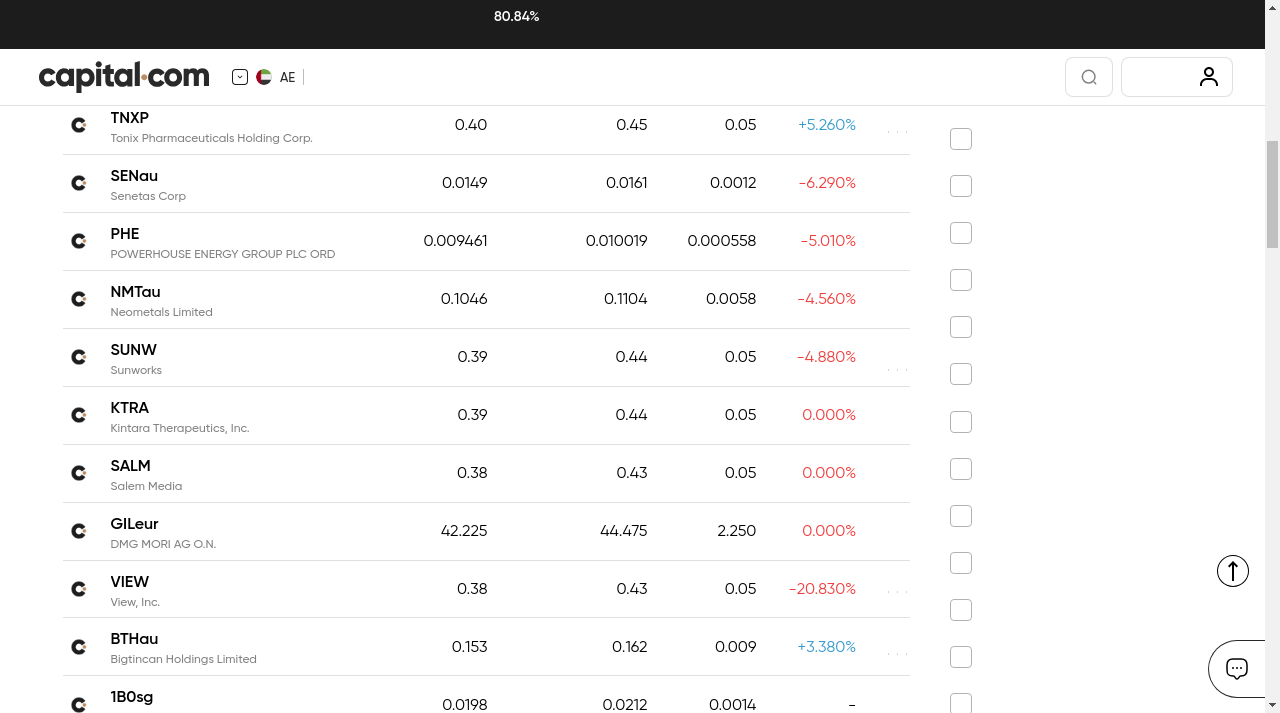 80.84%
capital.com
AE
TNXP
Tonix Pharmaceuticals Holding Corp.
0.40 0.45 0.05 +5.260%
SENau
Senetas Corp
0.0149 0.0161 0.0012 -6.290%
PHE
POWERHOUSE ENERGY GROUP PLC ORD
0.009461 0.010019 0.000558 -5.010%
NMTau
Neometals Limited
0.1046 0.1104 0.0058 -4.560%
SUNW
Sunworks
0.39 0.44 0.05 -4.880%
KTRA
Kintara Therapeutics, Inc.
0.39 0.44 0.05 0.000%
SALM
Salem Media
0.38 0.43 0.05 0.000%
GILeur
DMG MORI AG O.N.
42.225 44.475 2.250 0.000%
VIEW
View, Inc.
0.38 0.43 0.05 -20.830%
BTHau
Bigtincan Holdings Limited
0.153 0.162 0.009 +3.380%
1B0sg
0.0198 0.0212 0.0014 -